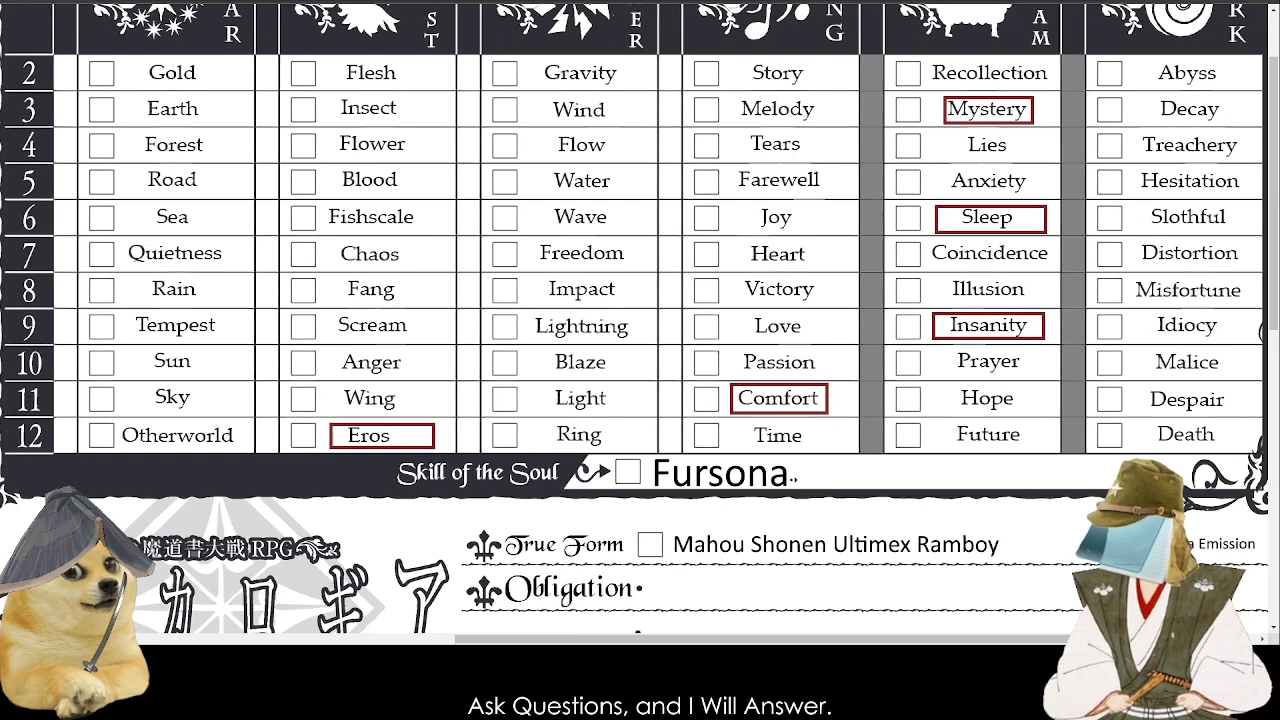 A R S T E R N G A M R K
2 Gold Flesh Gravity Story Recollection Abyss
3 Earth Insect Wind Melody Mystery Decay
4 Forest Flower Flow Tears Lies Treachery
5 Road Blood Water Farewell Anxiety Hesitation
6 Sea Fishscale Wave Joy Sleep Slothful
7 Quietness Chaos Freedom Heart Coincidence Distortion
8 Rain Fang Impact Victory Illusion Misfortune
9 Tempest Scream Lightning Love Insanity Idiocy
10 Sun Anger Blaze Passion Prayer Malice
11 Sky Wing Light Comfort Hope Despair
12 Otherworld Eros Ring Time Future Death
Skill of the Soul Fursona
魔道書大戦RPG
True Form Mahou Shonen Ultimex Ramboy Emission
カロギア
Obligation
Ask Questions, and I Will Answer.